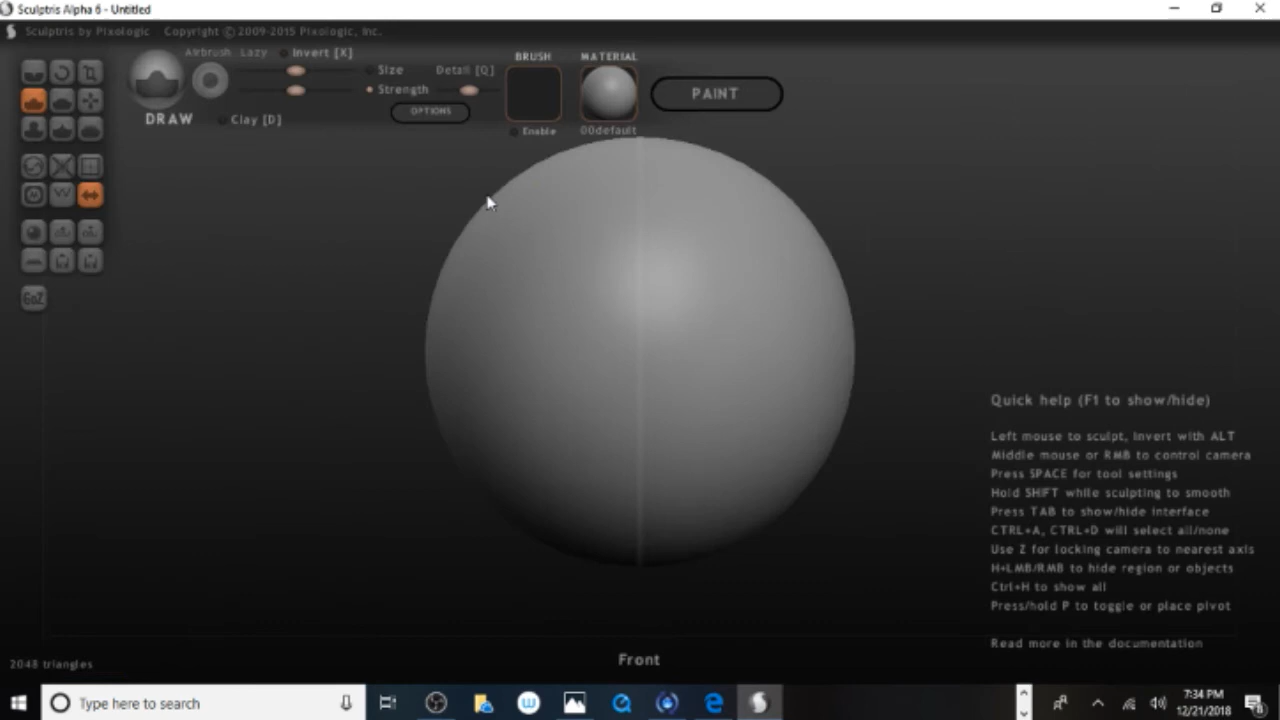 Sculptris Alpha 6 - Untitled
Sculptris by Pixologic Copyright © 2009-2015 Pixologic, Inc.
Airbrush Lazy Invert [X]
Size Detail [Q]
Strength
OPTIONS
DRAW Clay [D]
BRUSH
Enable
MATERIAL
00default
PAINT
GoZ
Quick help (F1 to show/hide)
Left mouse to sculpt, invert with ALT
Middle mouse or RMB to control camera
Press SPACE for tool settings
Hold SHIFT while sculpting to smooth
Press TAB to show/hide interface
CTRL+A, CTRL+D will select all/none
Use Z for locking camera to nearest axis
H+LMB/RMB to hide region or objects
Ctrl+H to show all
Press/hold P to toggle or place pivot
Read more in the documentation
2048 triangles
Front
Type here to search
7:34 PM
12/21/2018